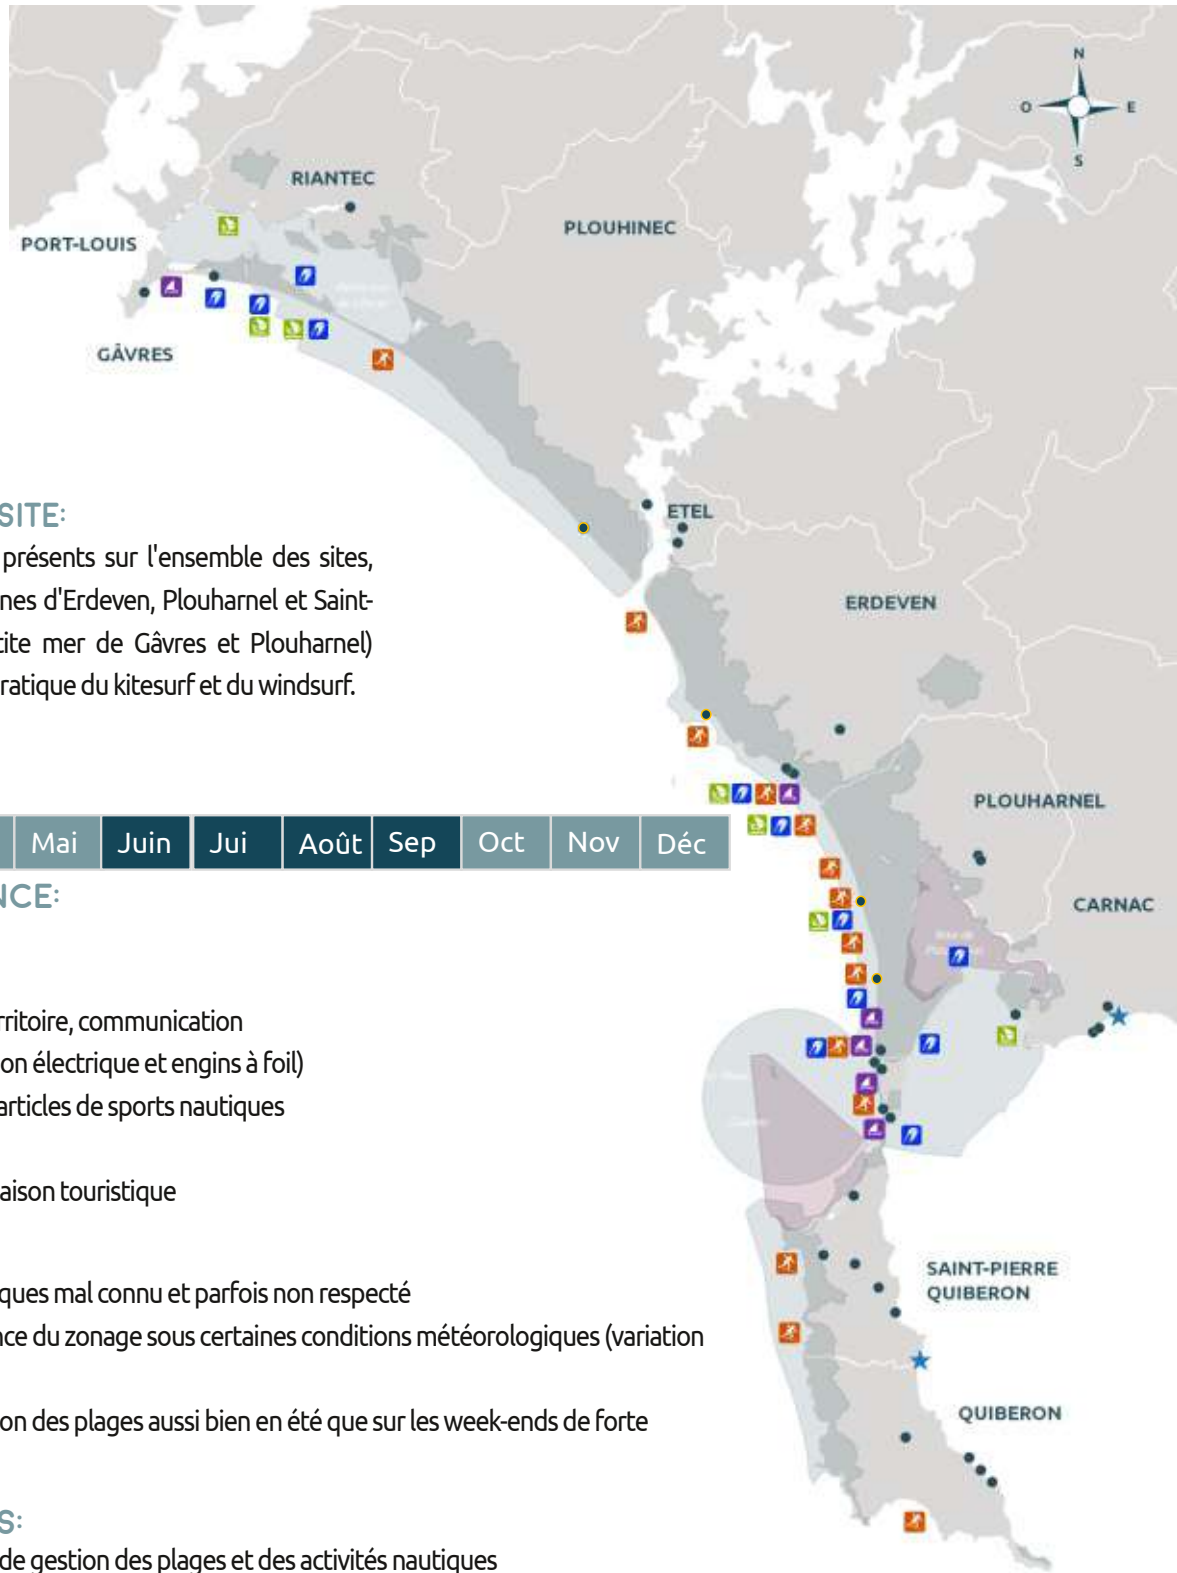 N
O E
S
RIANTEC
PLOUHINEC
PORT-LOUIS
GÂVRES
SITE:
présents sur l'ensemble des sites,
nes d'Erdeven, Plouharnel et Saint-
tite mer de Gâvres et Plouharnel)
ratique du kitesurf et du windsurf.
ETEL
ERDEVEN
PLOUHARNEL
Mai Juin Jui Août Sep Oct Nov Déc
NCE:
CARNAC
rritoire, communication
on électrique et engins à foil)
articles de sports nautiques
aison touristique
ques mal connu et parfois non respecté
nce du zonage sous certaines conditions météorologiques (variation
on des plages aussi bien en été que sur les week-ends de forte
SAINT-PIERRE
QUIBERON
QUIBERON
S:
de gestion des plages et des activités nautiques